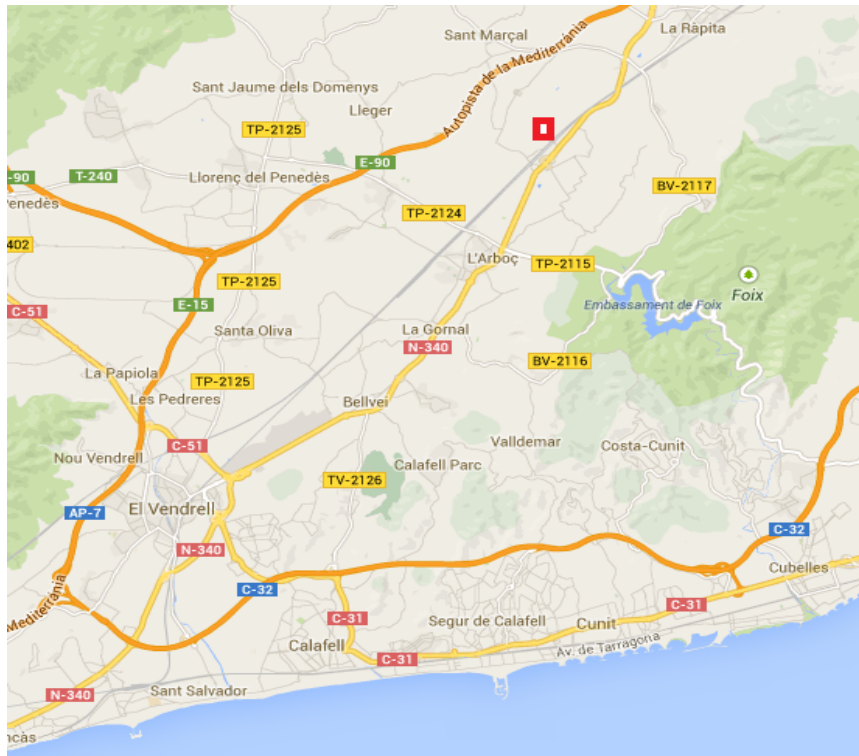 La Ràpita
Sant Marçal
Autopista de la Mediterrània
Sant Jaume dels Domenys
Lleger
TP-2125
E-90
T-240
-90
Llorenç del Penedès
BV-2117
Penedès
TP-2124
402
L'Arboç
TP-2115
TP-2125
Foix
E-15
Embassament de Foix
C-51
Santa Oliva
La Gornal
N-340
BV-2116
La Papiola
TP-2125
Les Pedreres
Bellvei
C-51
Valldemar
Costa-Cunit
Nou Vendrell
Calafell Parc
TV-2126
El Vendrell
AP-7
C-32
N-340
Cubelles
C-32
Mediterrània
C-31
C-31
Segur de Calafell
Cunit
Calafell
Av. de Tarragona
C-31
Sant Salvador
N-340
ncàs